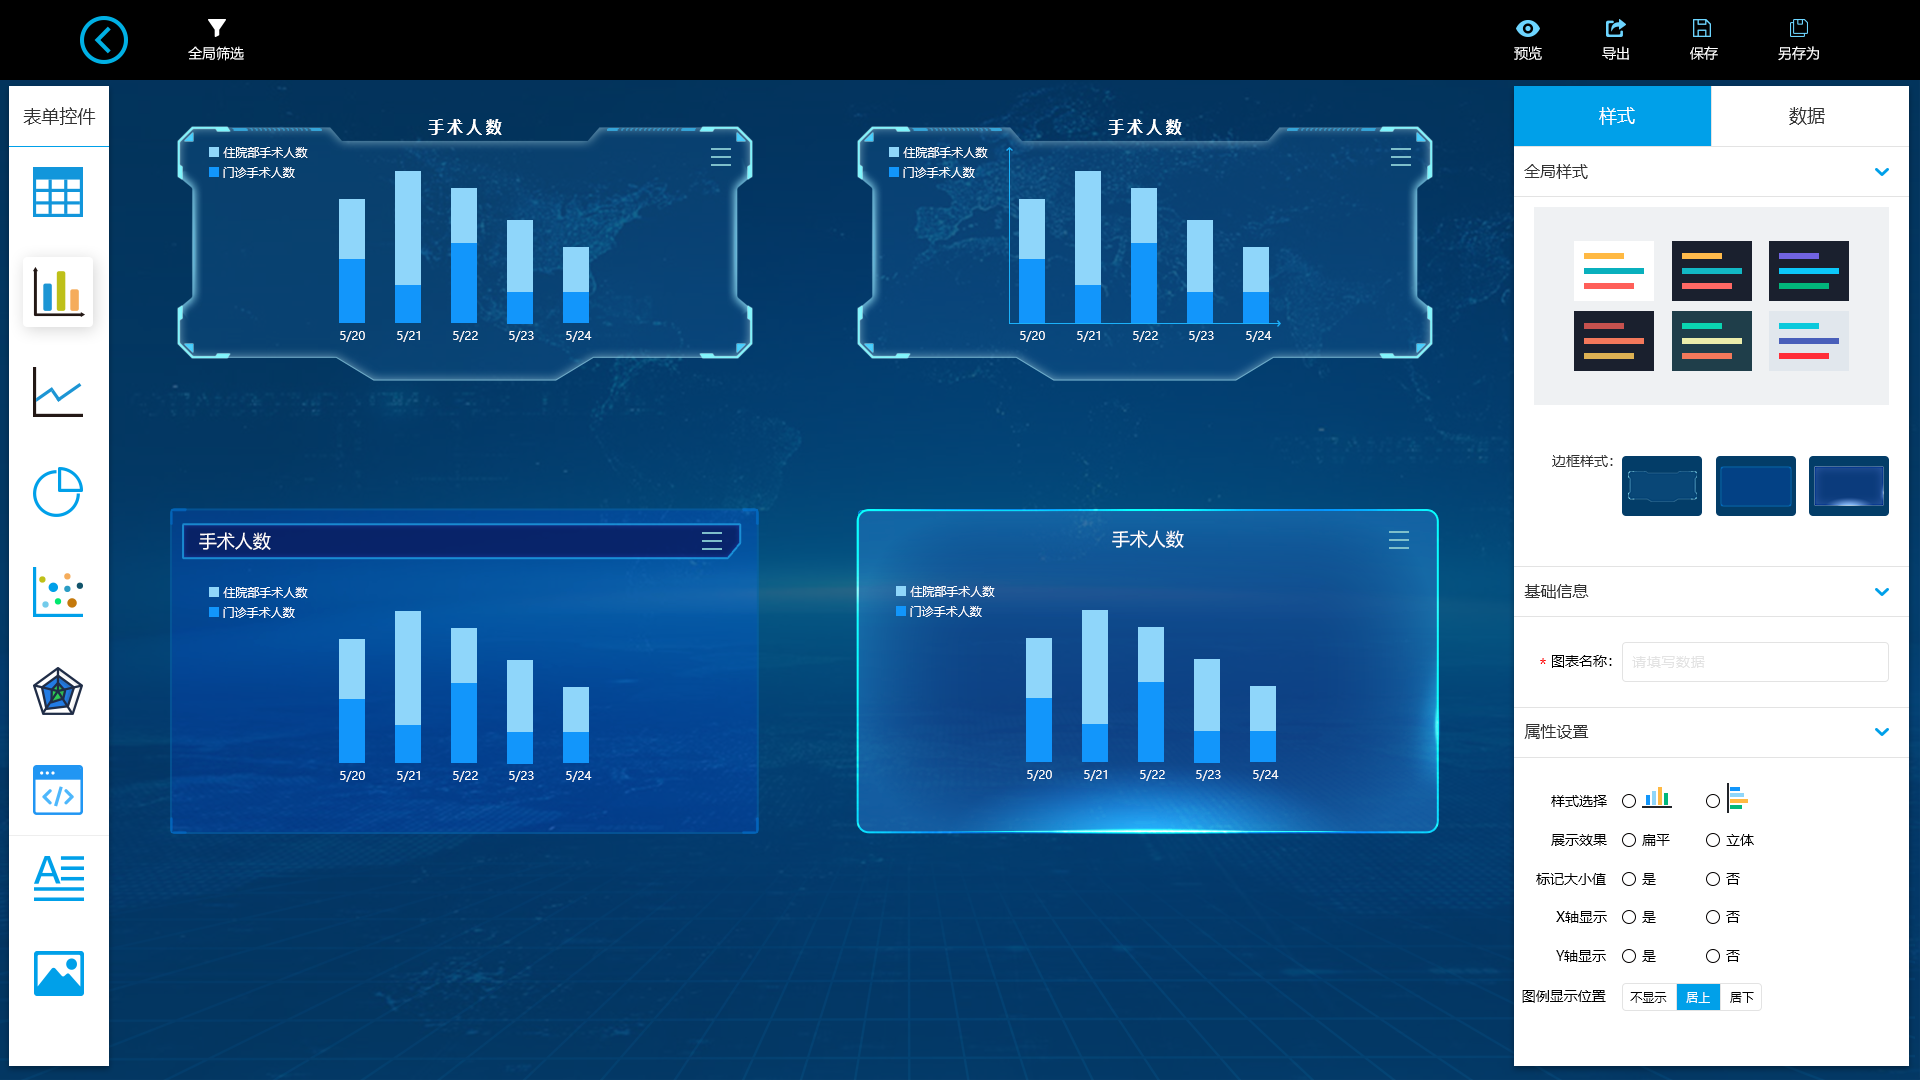 全局筛选
预览
导出
保存
另存为
表单控件
手术人数
住院部手术人数
门诊手术人数
5/20 5/21 5/22 5/23 5/24
手术人数
住院部手术人数
门诊手术人数
5/20 5/21 5/22 5/23 5/24
手术人数
住院部手术人数
门诊手术人数
5/20 5/21 5/22 5/23 5/24
手术人数
住院部手术人数
门诊手术人数
5/20 5/21 5/22 5/23 5/24
样式 数据
全局样式
边框样式:
基础信息
* 图表名称: 请填写数据
属性设置
样式选择
展示效果 扁平 立体
标记大小值 是 否
X轴显示 是 否
Y轴显示 是 否
图例显示位置 不显示 居上 居下